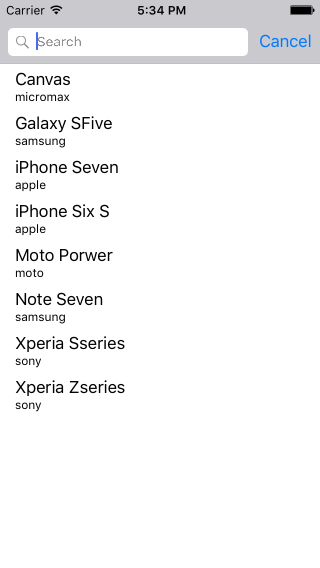 Carrier 5:34 PM
Search Cancel
Canvas
micromax
Galaxy SFive
samsung
iPhone Seven
apple
iPhone Six S
apple
Moto Porwer
moto
Note Seven
samsung
Xperia Sseries
sony
Xperia Zseries
sony